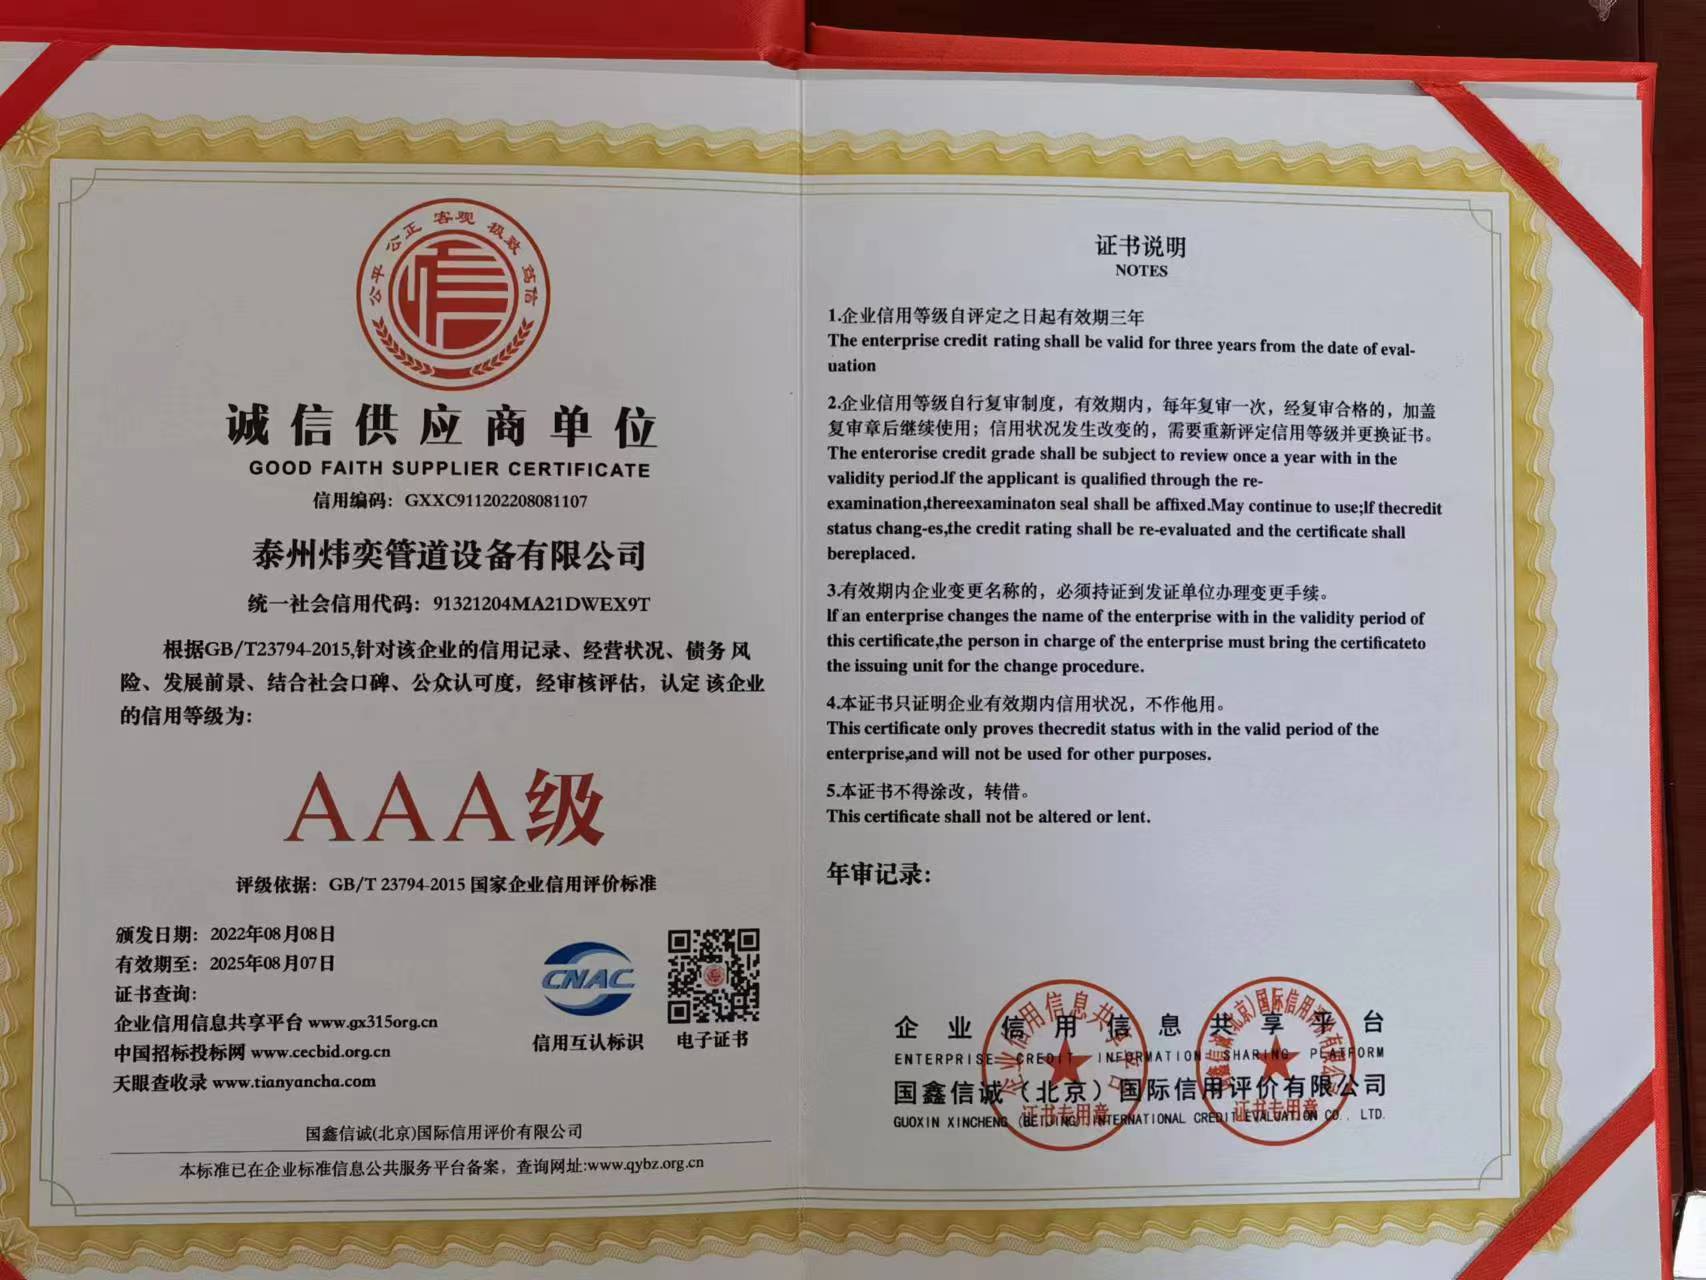 公平 公正 客观 极致 笃信
诚信供应商单位
GOOD FAITH SUPPLIER CERTIFICATE
信用编码：GXXC911202208081107
泰州炜奕管道设备有限公司
统一社会信用代码：91321204MA21DWEX9T
根据GB/T23794-2015,针对该企业的信用记录、经营状况、债务 风
险、发展前景、结合社会口碑、公众认可度，经审核评估，认定 该企业
的信用等级为:
AAA级
评级依据：GB/T 23794-2015 国家企业信用评价标准
颁发日期：2022年08月08日
有效期至：2025年08月07日
证书查询:
企业信用信息共享平台 www.gx315org.cn
中国招标投标网 www.cecbid.org.cn
天眼查收录 www.tianyancha.com
CNAC
信用互认标识
电子证书
国鑫信诚(北京)国际信用评价有限公司
本标准已在企业标准信息公共服务平台备案，查询网址:www.qybz.org.cn
证书说明
NOTES
1.企业信用等级自评定之日起有效期三年
The enterprise credit rating shall be valid for three years from the date of eval-
uation
2.企业信用等级自行复审制度，有效期内，每年复审一次，经复审合格的，加盖
复审章后继续使用；信用状况发生改变的，需要重新评定信用等级并更换证书。
The enterorise credit grade shall be subject to review once a year with in the
validity period.If the applicant is qualified through the re-
examination,thereexaminaton seal shall be affixed.May continue to use;If thecredit
status chang-es,the credit rating shall be re-evaluated and the certificate shall
bereplaced.
3.有效期内企业变更名称的，必须持证到发证单位办理变更手续。
If an enterprise changes the name of the enterprise with in the validity period of
this certificate,the person in charge of the enterprise must bring the certificateto
the issuing unit for the change procedure.
4.本证书只证明企业有效期内信用状况，不作他用。
This certificate only proves thecredit status with in the valid period of the
enterprise,and will not be used for other purposes.
5.本证书不得涂改，转借。
This certificate shall not be altered or lent.
年审记录:
企业信用信息共享平台
ENTERPRISE CREDIT INFORMATION SHARING PLATFORM
国鑫信诚（北京）国际信用评价有限公司
GUOXIN XINCHENG (BEIJING) INTERNATIONAL CREDIT EVALUATION CO., LTD.
企业信用信息共享平台
证书专用章
国鑫信诚(北京)国际信用评价有限公司
证书专用章